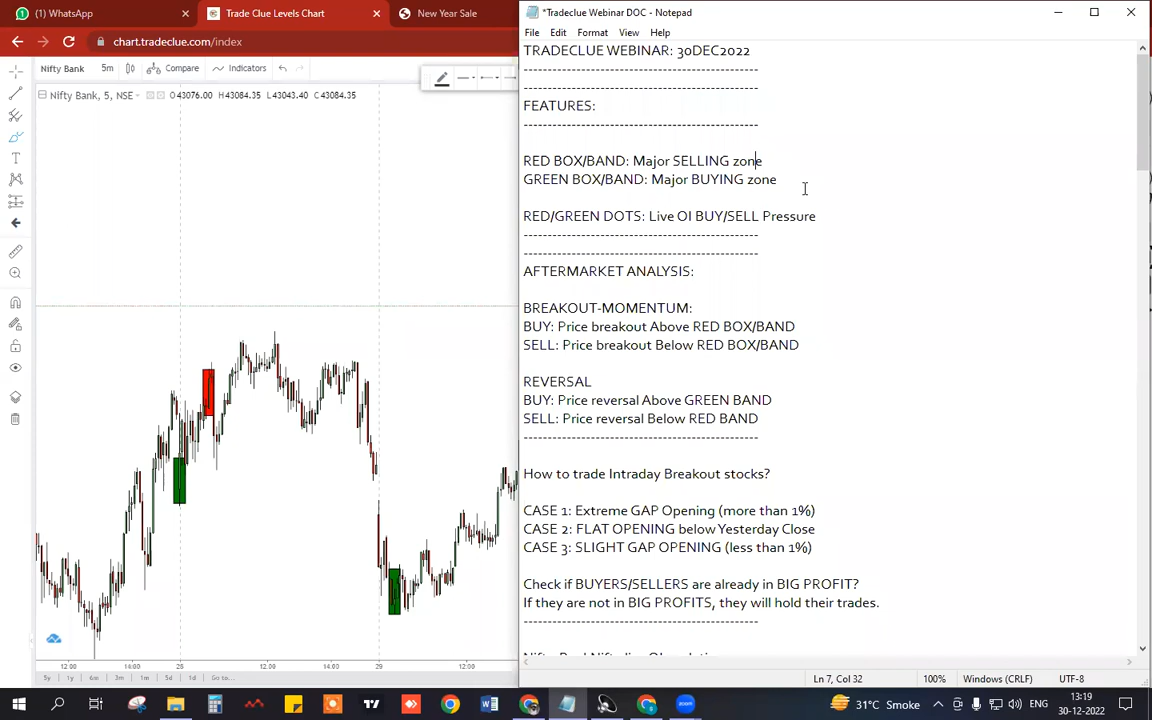 WhatsApp
Trade Clue Levels Chart
New Year Sale
*Tradeclue Webinar DOC - Notepad
chart.tradeclue.com/index
File Edit Format View Help
Nifty Bank 5m Compare Indicators
Nifty Bank, 5, NSE O43076.00 H43084.35 L43043.40 C43084.35
TRADECLUE WEBINAR: 30DEC2022
-------------------------------------------
-------------------------------------------
FEATURES:
-------------------------------------------
RED BOX/BAND: Major SELLING zone
GREEN BOX/BAND: Major BUYING zone
RED/GREEN DOTS: Live OI BUY/SELL Pressure
-------------------------------------------
-------------------------------------------
AFTERMARKET ANALYSIS:
BREAKOUT-MOMENTUM:
BUY: Price breakout Above RED BOX/BAND
SELL: Price breakout Below RED BOX/BAND
REVERSAL
BUY: Price reversal Above GREEN BAND
SELL: Price reversal Below RED BAND
-------------------------------------------
How to trade Intraday Breakout stocks?
CASE 1: Extreme GAP Opening (more than 1%)
CASE 2: FLAT OPENING below Yesterday Close
CASE 3: SLIGHT GAP OPENING (less than 1%)
Check if BUYERS/SELLERS are already in BIG PROFIT?
If they are not in BIG PROFITS, they will hold their trades.
-------------------------------------------
12:00 14:00 28 12:00 14:00 29 12:00
5y 1y 6m 3m 1m 5d 1d Go to...
Ln 7, Col 32 100% Windows (CRLF) UTF-8
31°C Smoke ENG 13:19
30-12-2022